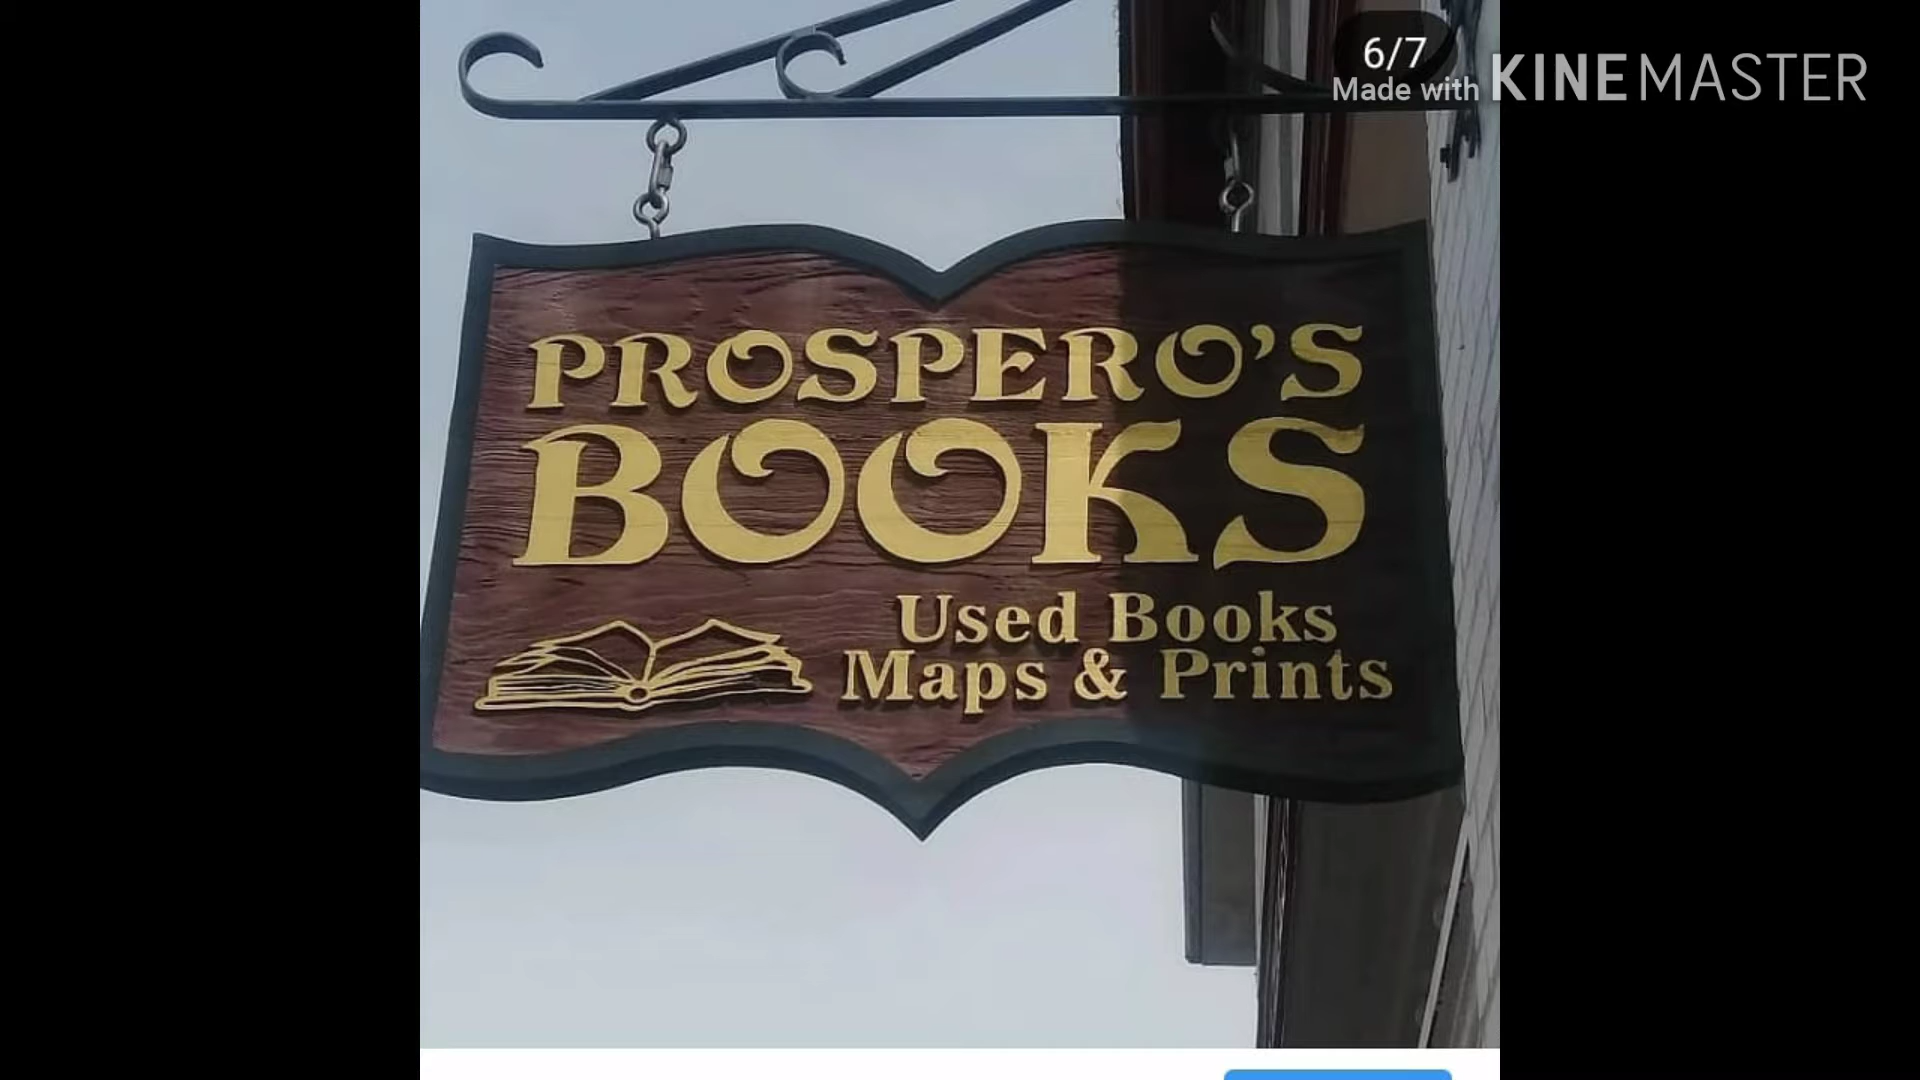 6/7
Made with KINEMASTER
PROSPERO'S
BOOKS
Used Books
Maps & Prints